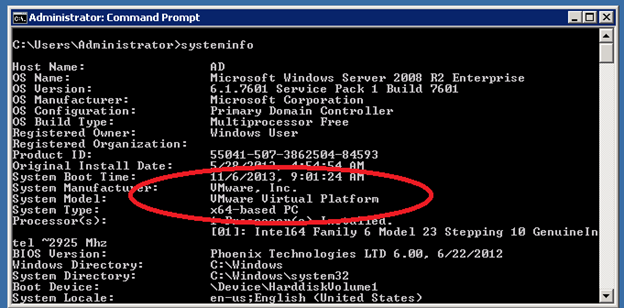 Administrator: Command Prompt
C:\Users\Administrator>systeminfo
Host Name: AD
OS Name: Microsoft Windows Server 2008 R2 Enterprise
OS Version: 6.1.7601 Service Pack 1 Build 7601
OS Manufacturer: Microsoft Corporation
OS Configuration: Primary Domain Controller
OS Build Type: Multiprocessor Free
Registered Owner: Windows User
Registered Organization:
Product ID: 55041-507-3862504-84593
Original Install Date: 5/28/2013, 4:54:54 AM
System Boot Time: 11/6/2013, 9:01:24 AM
System Manufacturer: VMware, Inc.
System Model: VMware Virtual Platform
System Type: x64-based PC
Processor(s): 1 Processor(s) Installed.
[01]: Intel64 Family 6 Model 23 Stepping 10 GenuineIn
tel ~2925 Mhz
BIOS Version: Phoenix Technologies LTD 6.00, 6/22/2012
Windows Directory: C:\Windows
System Directory: C:\Windows\system32
Boot Device: \Device\HarddiskVolume1
System Locale: en-us;English (United States)